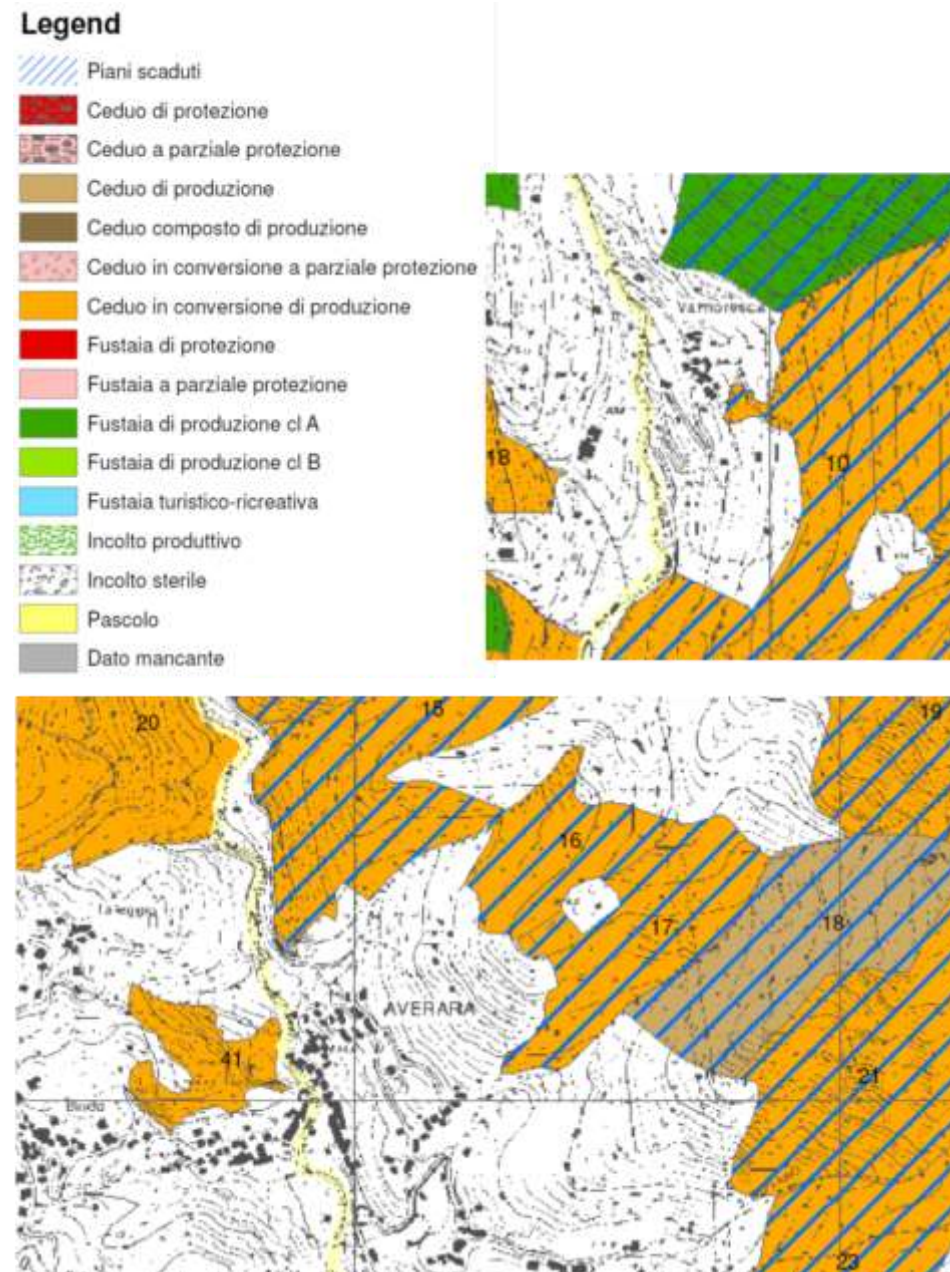 Legend
Piani scaduti
Ceduo di protezione
Ceduo a parziale protezione
Ceduo di produzione
Ceduo composto di produzione
Ceduo in conversione a parziale protezione
Ceduo in conversione di produzione
Fustaia di protezione
Fustaia a parziale protezione
Fustaia di produzione cl A
Fustaia di produzione cl B
Fustaia turistico-ricreativa
Incolto produttivo
Incolto sterile
Pascolo
Dato mancante
Valmoresca
18
10
20
15
19
16
17
18
AVERARA
41
21
23